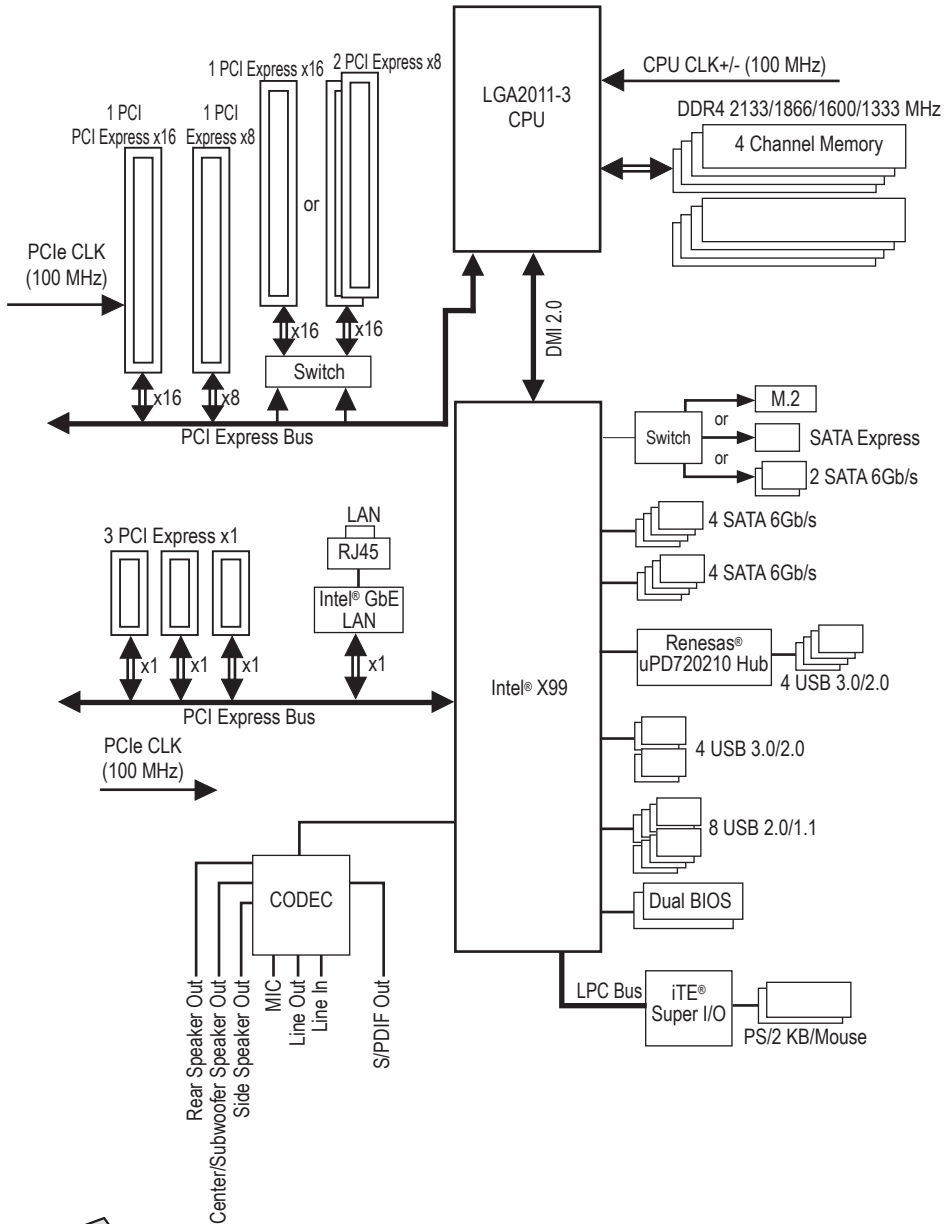 1 PCI Express x16
2 PCI Express x8
1 PCI
PCI Express x16
1 PCI
Express x8
or
PCIe CLK
(100 MHz)
x16
x8
x16
x16
Switch
PCI Express Bus
LGA2011-3
CPU
CPU CLK+/- (100 MHz)
DDR4 2133/1866/1600/1333 MHz
4 Channel Memory
DMI 2.0
Switch
M.2
or
SATA Express
or
2 SATA 6Gb/s
4 SATA 6Gb/s
4 SATA 6Gb/s
Renesas®
uPD720210 Hub
4 USB 3.0/2.0
4 USB 3.0/2.0
8 USB 2.0/1.1
Dual BIOS
Intel® X99
3 PCI Express x1
LAN
RJ45
Intel® GbE
LAN
x1
x1
x1
x1
PCI Express Bus
PCIe CLK
(100 MHz)
CODEC
Rear Speaker Out
Center/Subwoofer Speaker Out
Side Speaker Out
MIC
Line Out
Line In
S/PDIF Out
LPC Bus
iTE®
Super I/O
PS/2 KB/Mouse